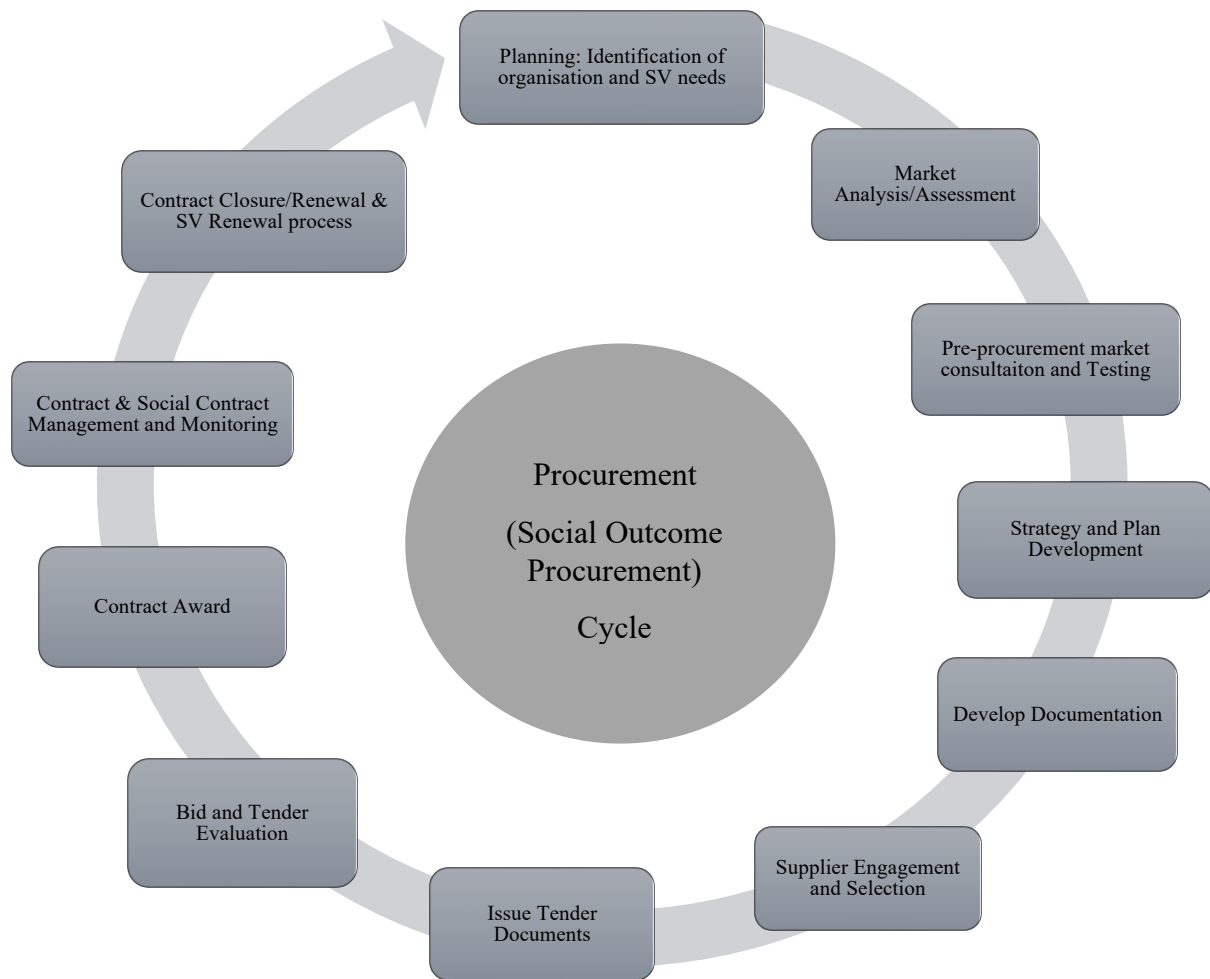 Planning: Identification of
organisation and SV needs
Market
Analysis/Assessment
Pre-procurement market
consultaiton and Testing
Strategy and Plan
Development
Develop Documentation
Supplier Engagement
and Selection
Issue Tender
Documents
Bid and Tender
Evaluation
Contract Award
Contract & Social Contract
Management and Monitoring
Contract Closure/Renewal &
SV Renewal process
Procurement
(Social Outcome
Procurement)
Cycle